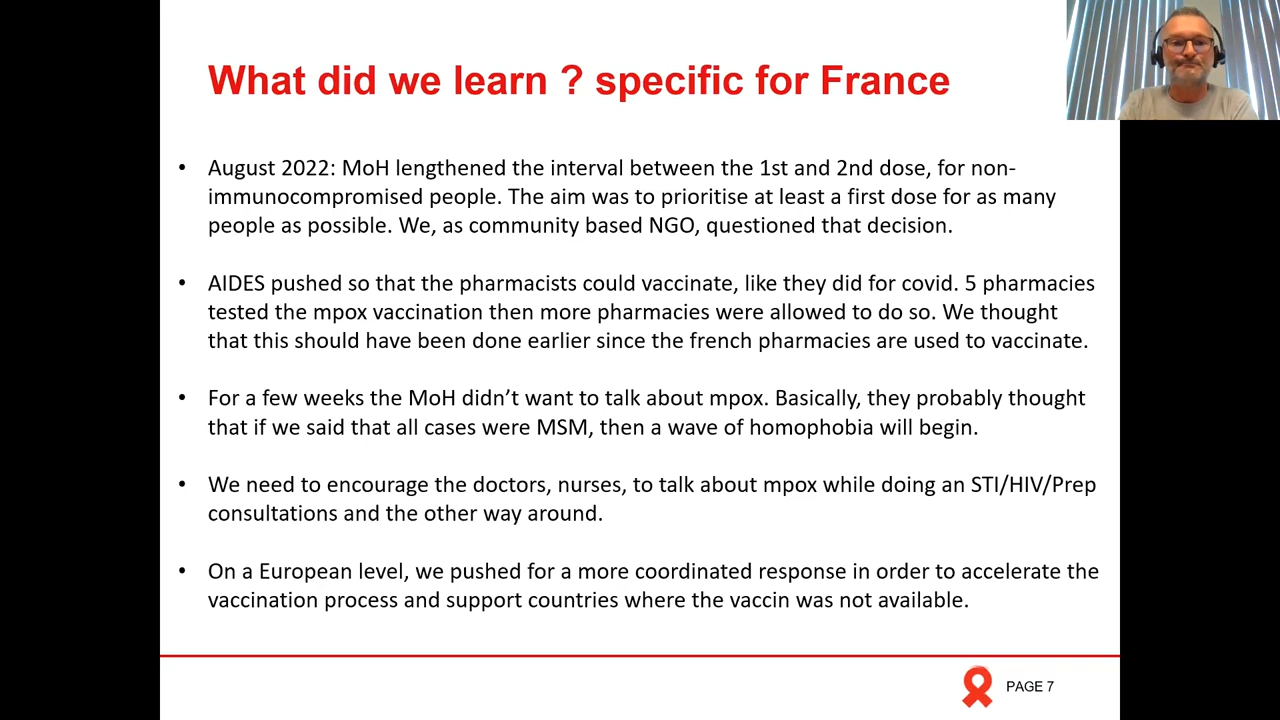 What did we learn ? specific for France
• August 2022: MoH lengthened the interval between the 1st and 2nd dose, for non-
immunocompromised people. The aim was to prioritise at least a first dose for as many
people as possible. We, as community based NGO, questioned that decision.
• AIDES pushed so that the pharmacists could vaccinate, like they did for covid. 5 pharmacies
tested the mpox vaccination then more pharmacies were allowed to do so. We thought
that this should have been done earlier since the french pharmacies are used to vaccinate.
• For a few weeks the MoH didn’t want to talk about mpox. Basically, they probably thought
that if we said that all cases were MSM, then a wave of homophobia will begin.
• We need to encourage the doctors, nurses, to talk about mpox while doing an STI/HIV/Prep
consultations and the other way around.
• On a European level, we pushed for a more coordinated response in order to accelerate the
vaccination process and support countries where the vaccin was not available.
PAGE 7